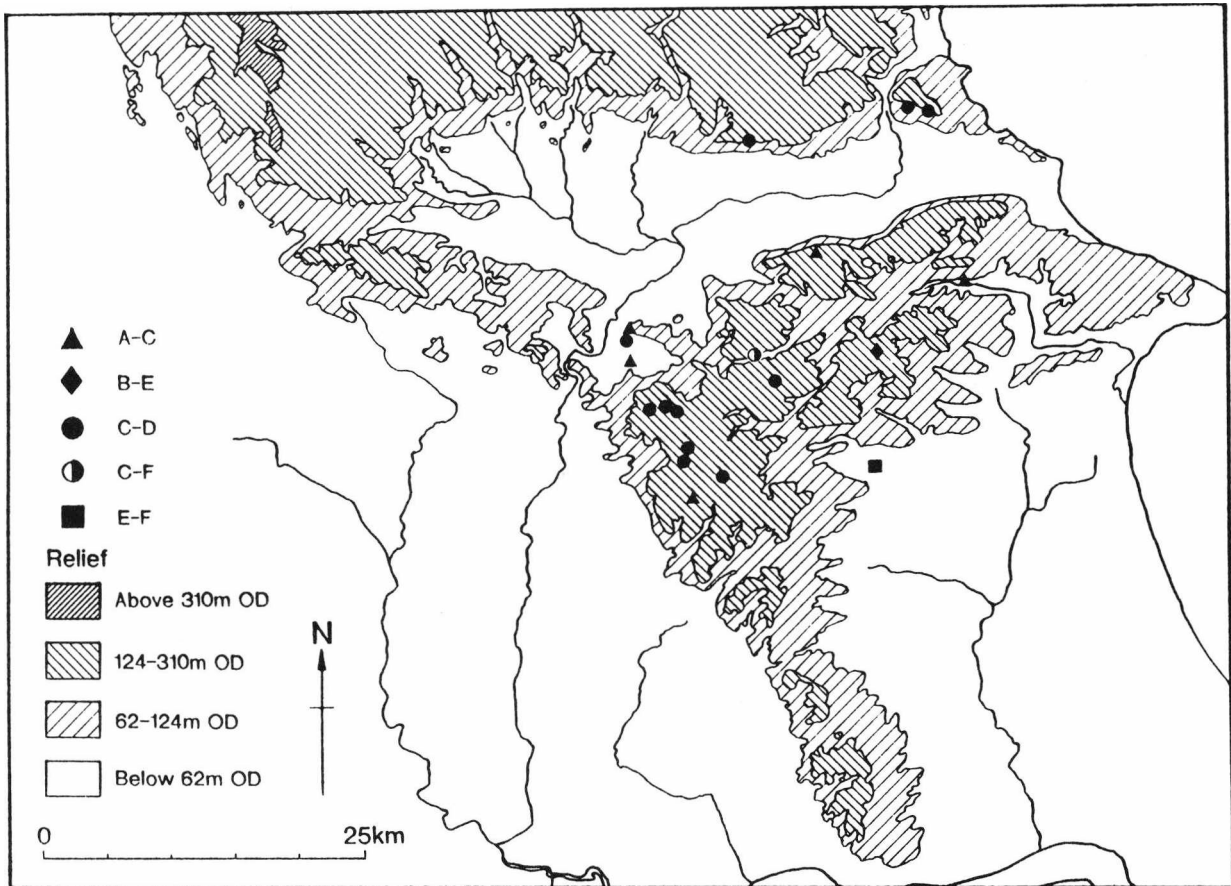 A-C
B-E
C-D
C-F
E-F
Relief
Above 310m OD
124-310m OD
62-124m OD
Below 62m OD
N
0 25km